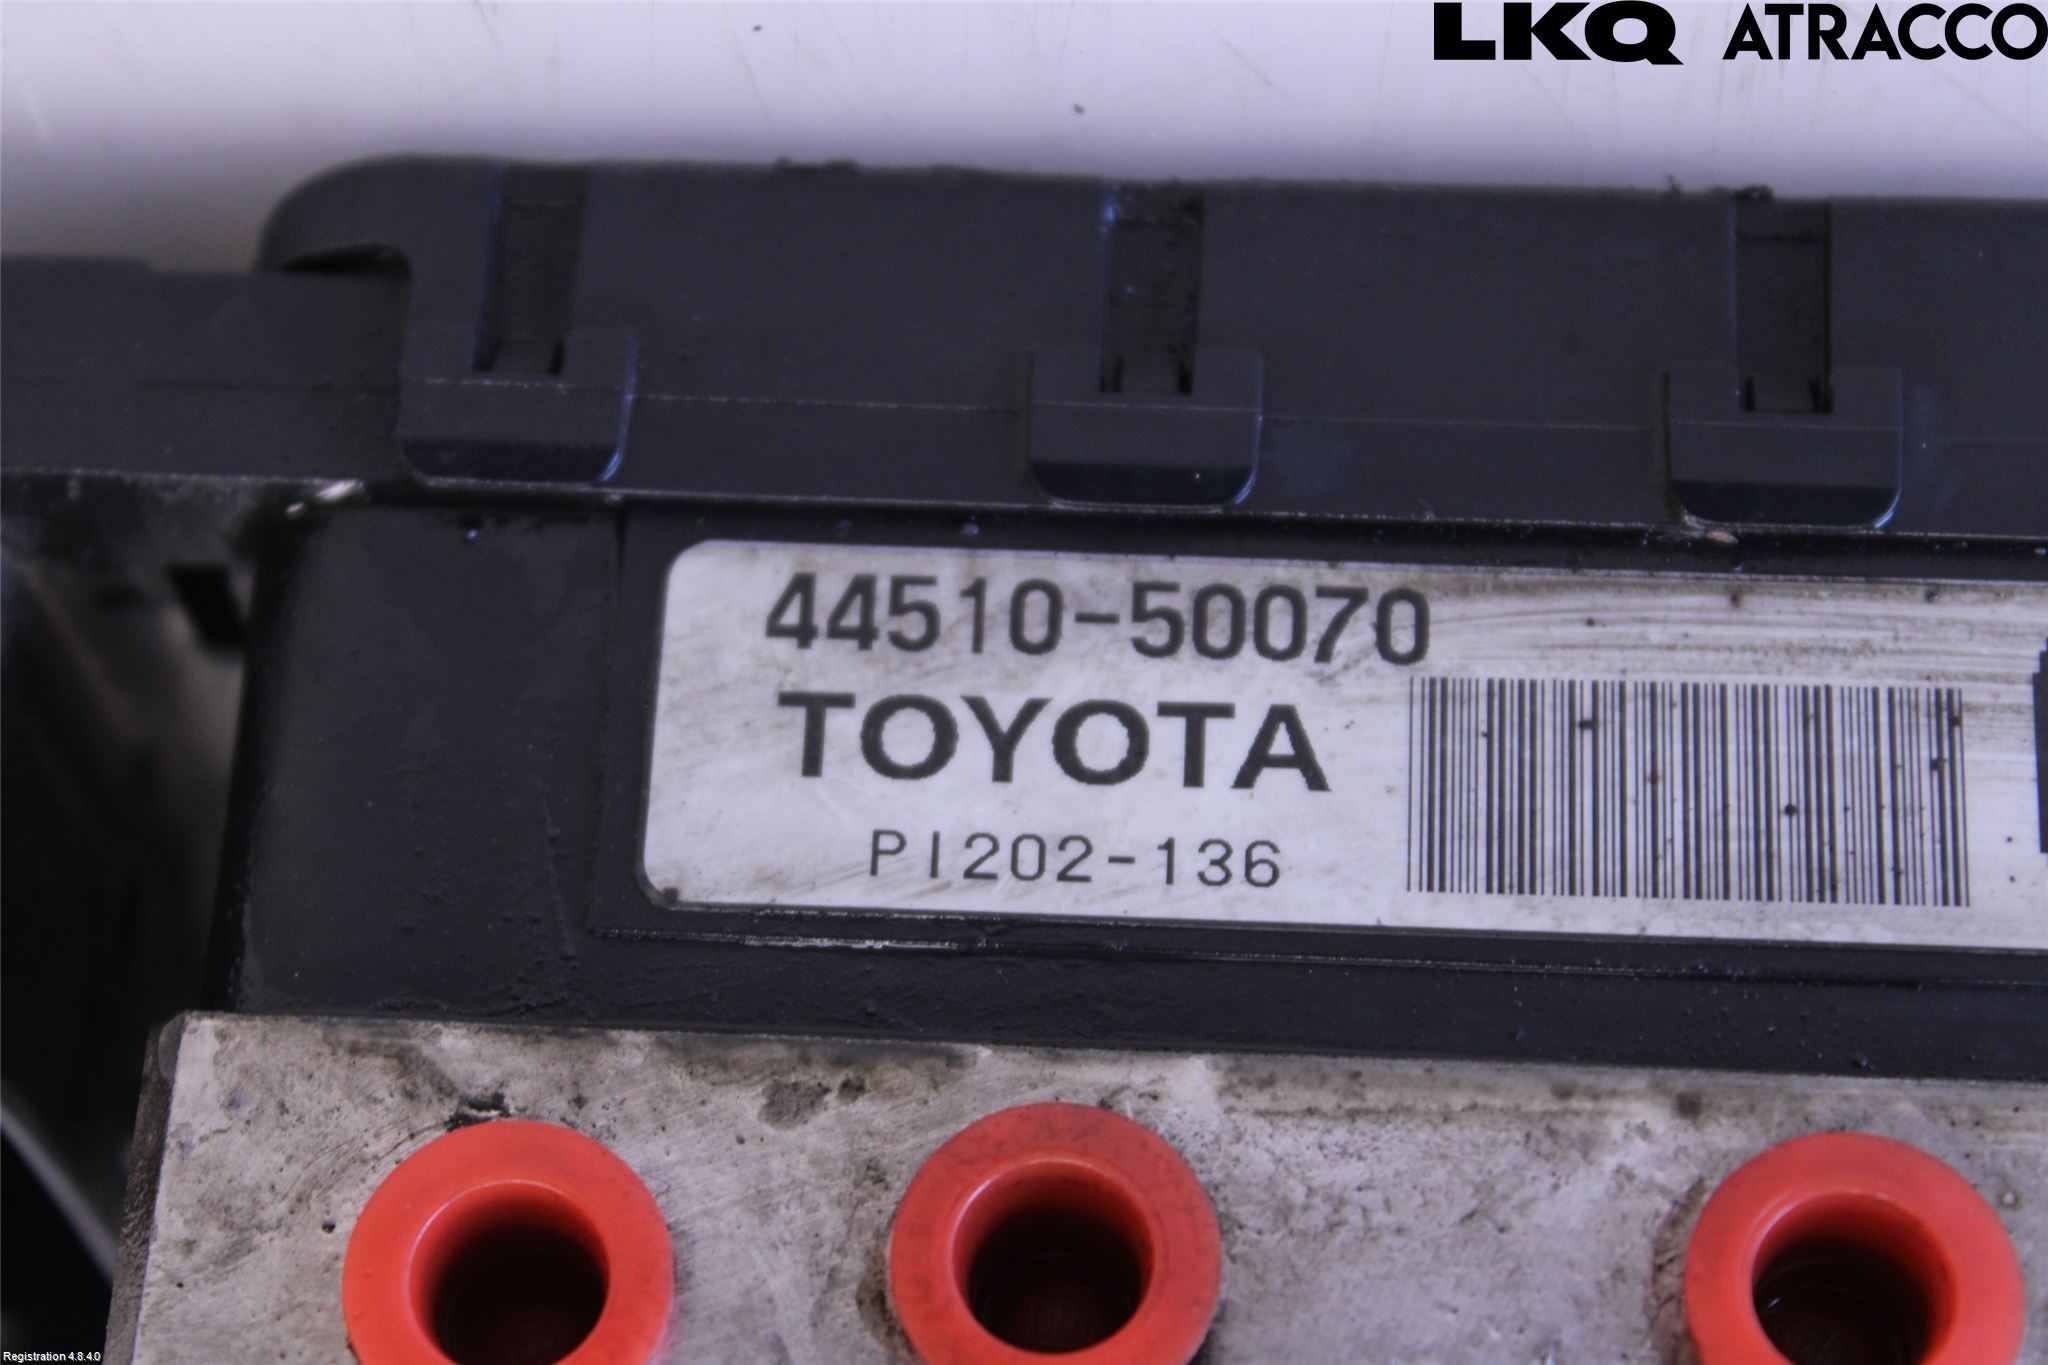 LKQ ATRACCO
44510-50070
TOYOTA
PI202-136
Registration 4.8.4.0